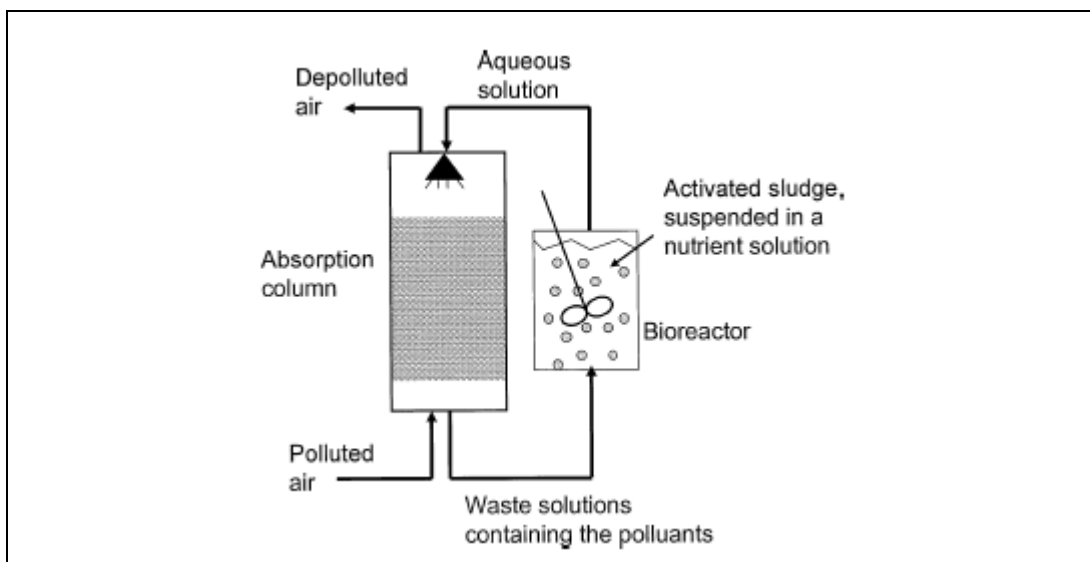 Depolluted
air
Aqueous
solution
Activated sludge,
suspended in a
nutrient solution
Absorption
column
Bioreactor
Polluted
air
Waste solutions
containing the polluants